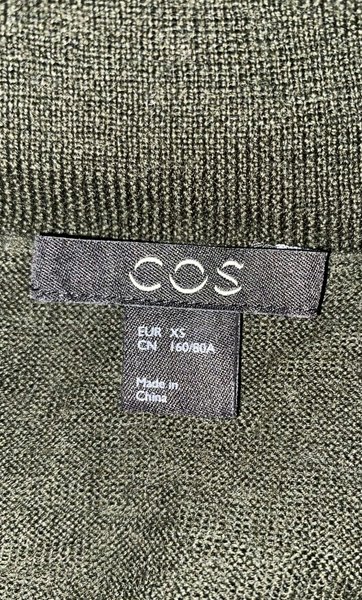 COS
EUR XS
CN 160/80A
Made in
China